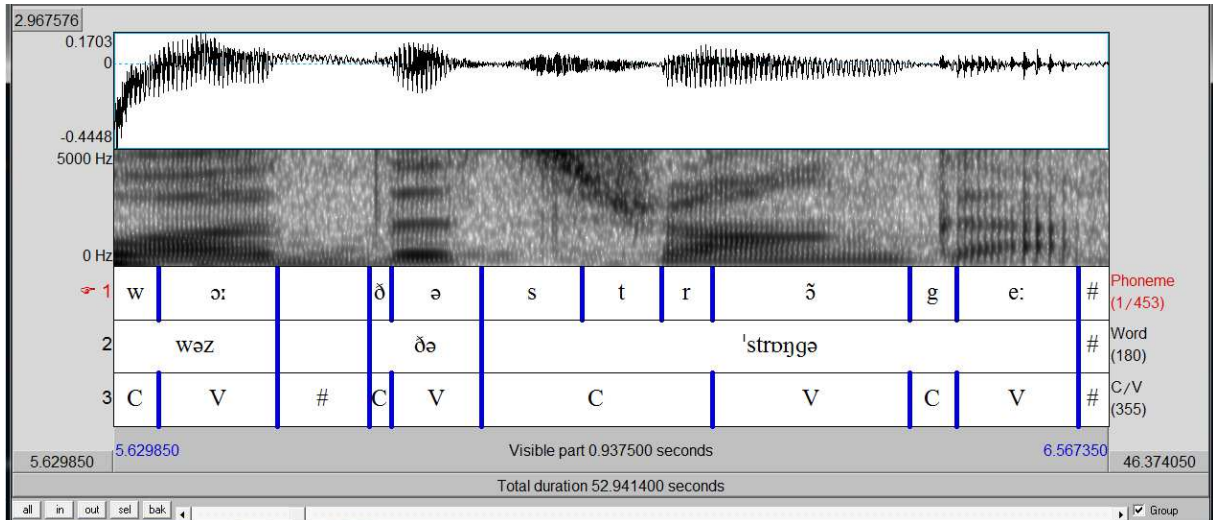 2.967576
0.1703
0
-0.4448
5000 Hz
0 Hz
☞ 1 w ɔː ð ə s t r ɔ̃ g eː # Phoneme (1/453)
2 wəz ðə ˈstrɒŋgə # Word (180)
3 C V # C V C V C V # C/V (355)
5.629850 5.629850 Visible part 0.937500 seconds 6.567350 46.374050
Total duration 52.941400 seconds
all in out sel bak Group